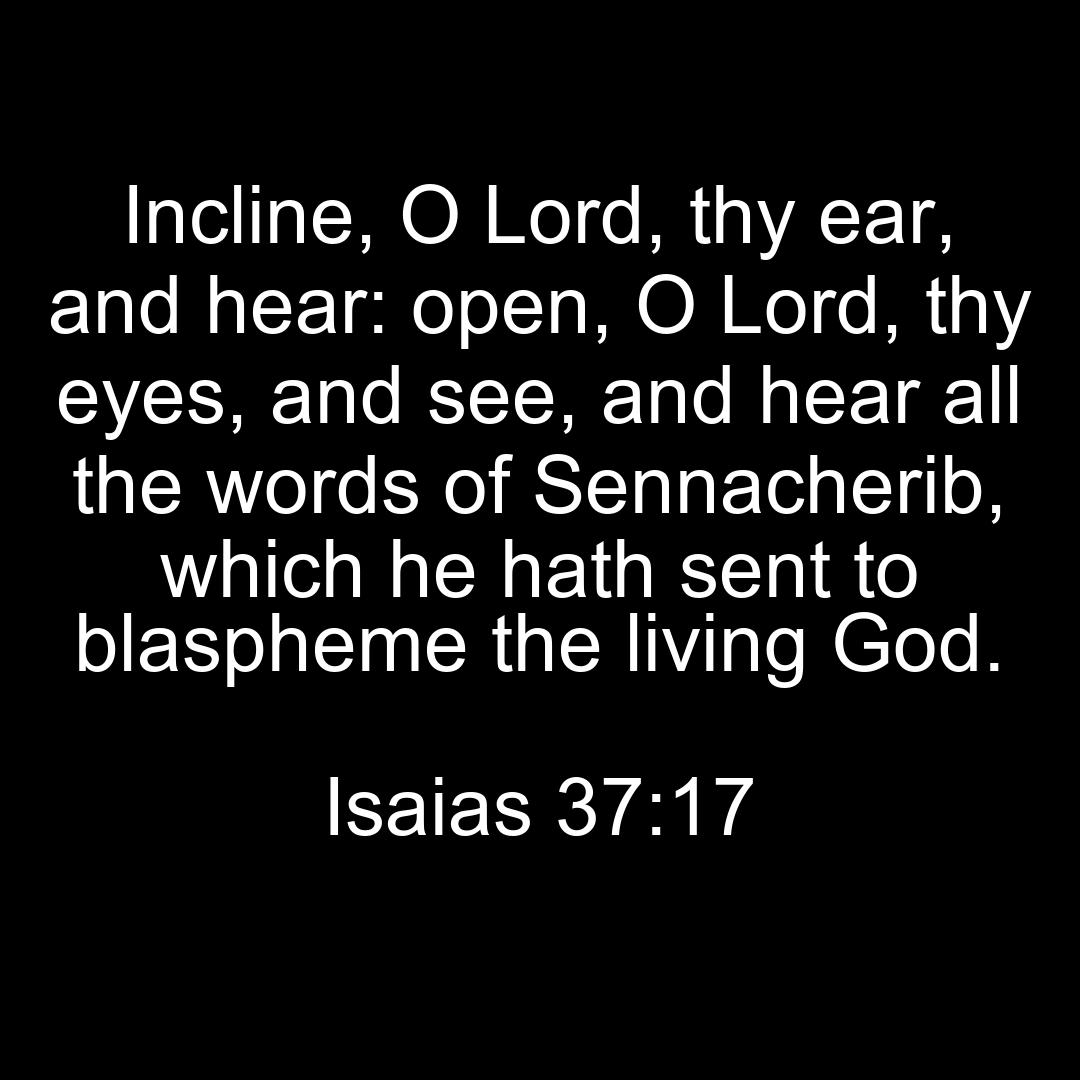 Incline, O Lord, thy ear,
and hear: open, O Lord, thy
eyes, and see, and hear all
the words of Sennacherib,
which he hath sent to
blaspheme the living God.
Isaias 37:17